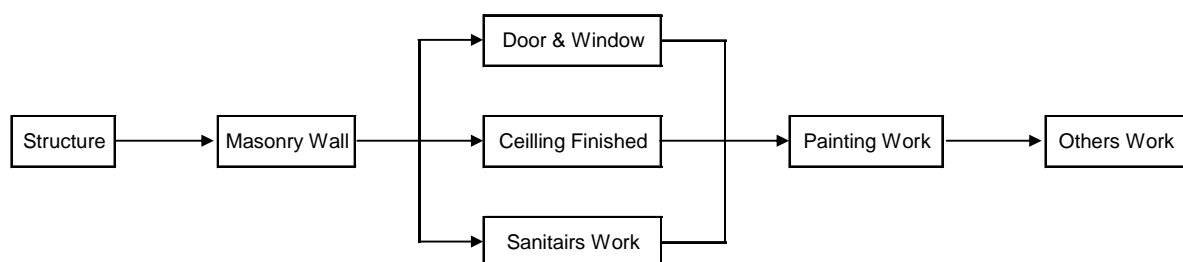 Door & Window
Structure
Masonry Wall
Ceilling Finished
Painting Work
Others Work
Sanitairs Work